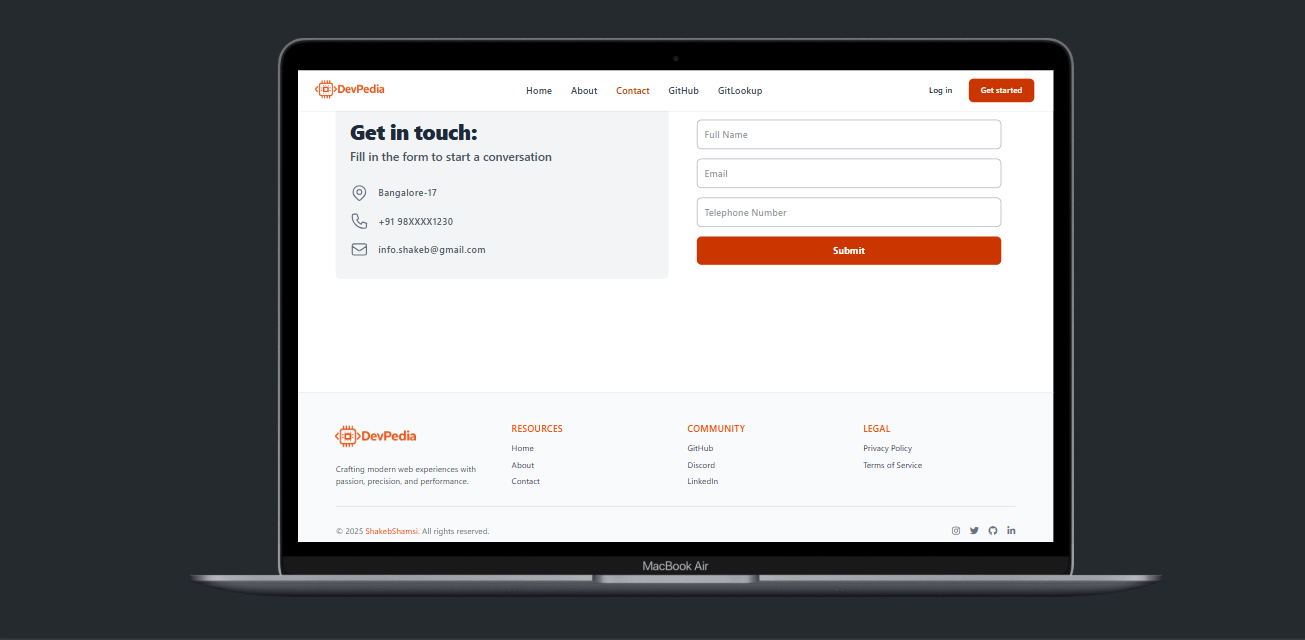 DevPedia
Home About Contact GitHub GitLookup
Log in Get started
Get in touch:
Fill in the form to start a conversation
Bangalore-17
+91 98XXXX1230
info.shakeb@gmail.com
Full Name
Email
Telephone Number
Submit
DevPedia
Crafting modern web experiences with
passion, precision, and performance.
RESOURCES
Home
About
Contact
COMMUNITY
GitHub
Discord
LinkedIn
LEGAL
Privacy Policy
Terms of Service
© 2025 ShakebShamsi. All rights reserved.
MacBook Air